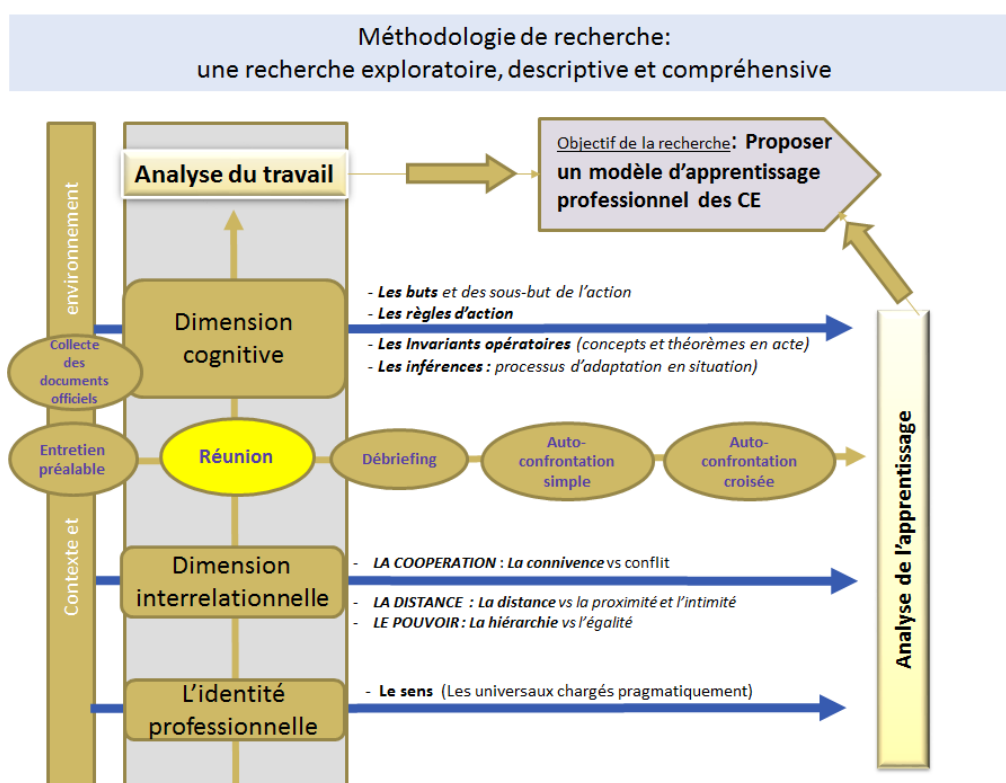 Méthodologie de recherche:
une recherche exploratoire, descriptive et compréhensive
Contexte et
environnement
Analyse du travail
Objectif de la recherche: Proposer
un modèle d'apprentissage
professionnel des CE
Dimension
cognitive
- Les buts et des sous-but de l'action
- Les règles d'action
- Les Invariants opératoires (concepts et théorèmes en acte)
- Les inférences : processus d'adaptation en situation)
Collecte
des
documents
officiels
Entretien
préalable
Réunion
Débriefing
Auto-
confrontation
simple
Auto-
confrontation
croisée
Dimension
interrelationnelle
- LA COOPERATION : La connivence vs conflit
- LA DISTANCE : La distance vs la proximité et l'intimité
- LE POUVOIR : La hiérarchie vs l'égalité
L'identité
professionnelle
- Le sens (Les universaux chargés pragmatiquement)
Analyse de l'apprentissage